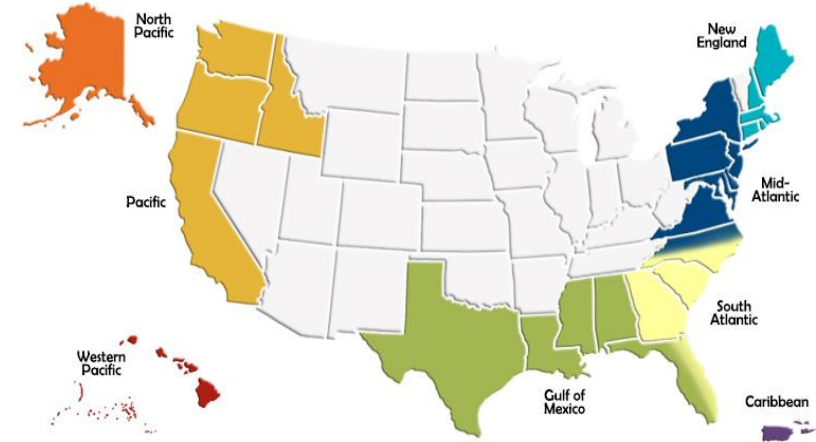 North
Pacific
New
England
Pacific
Mid-
Atlantic
South
Atlantic
Western
Pacific
Gulf of
Mexico
Caribbean